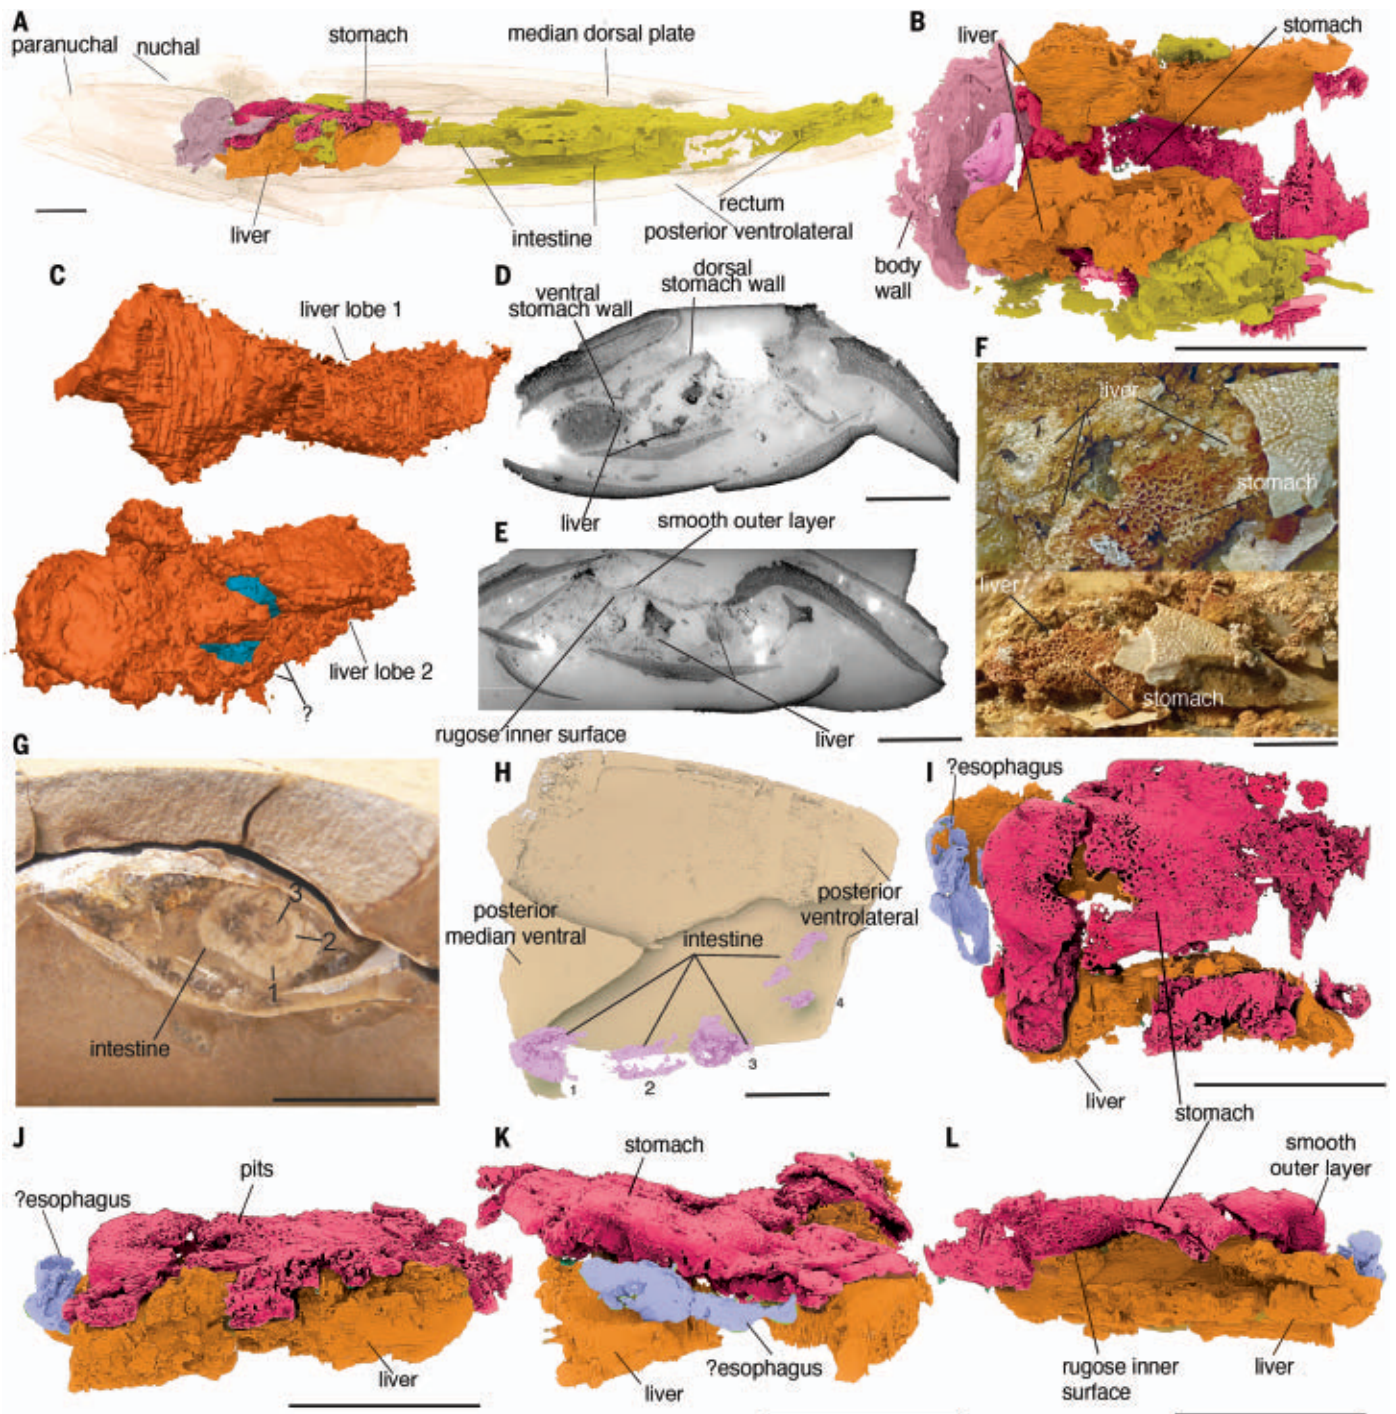 A
paranuchal
nuchal
stomach
median dorsal plate
liver
intestine
rectum
posterior ventrolateral
B
liver
stomach
body
wall
C
liver lobe 1
liver lobe 2
?
D
ventral
stomach wall
dorsal
stomach wall
liver
E
smooth outer layer
rugose inner surface
liver
F
liver
stomach
liver
stomach
G
3
2
1
intestine
H
posterior
median ventral
intestine
posterior
ventrolateral
1
2
3
4
I
?esophagus
liver
stomach
J
?esophagus
pits
liver
K
stomach
liver
?esophagus
L
smooth
outer layer
rugose inner
surface
liver